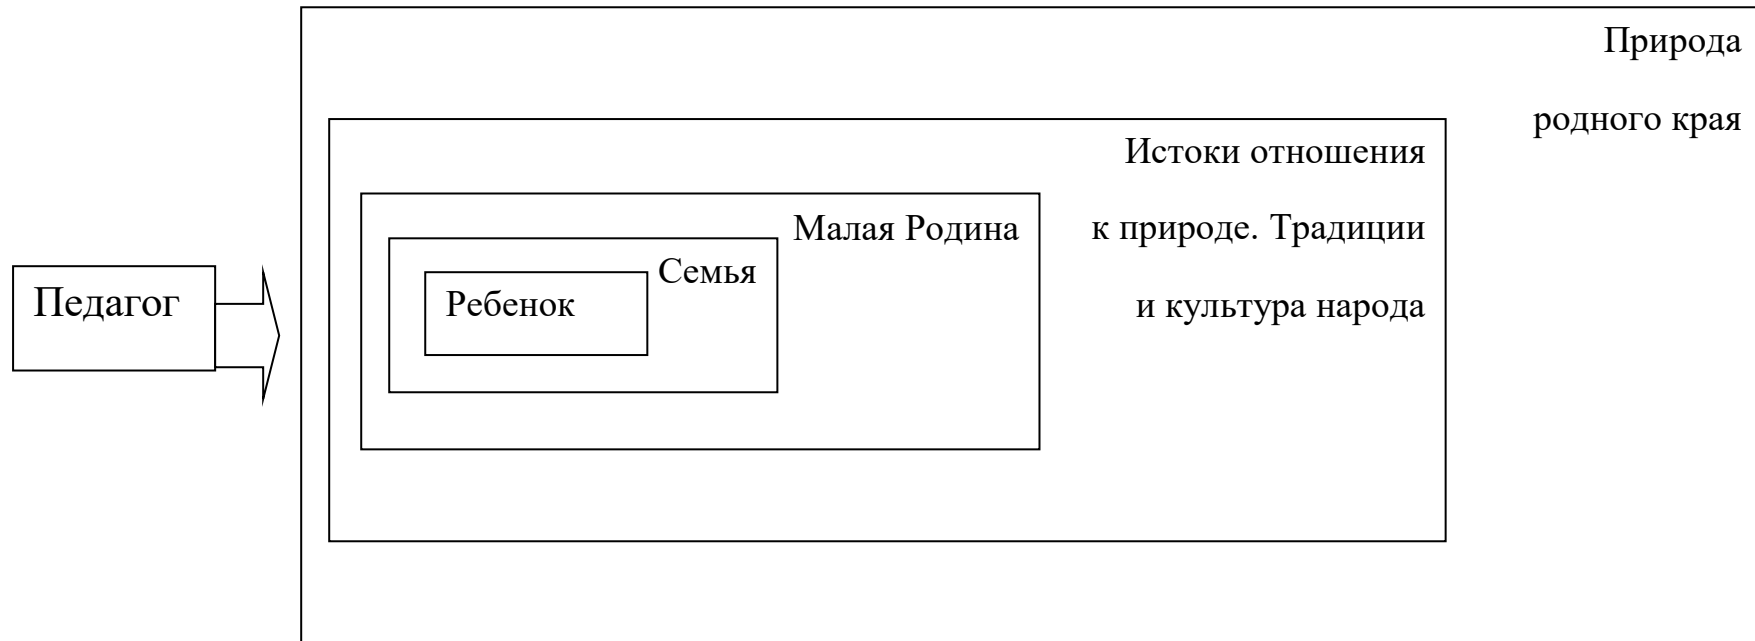 Природа
родного края
Истоки отношения
к природе. Традиции
и культура народа
Малая Родина
Семья
Ребенок
Педагог